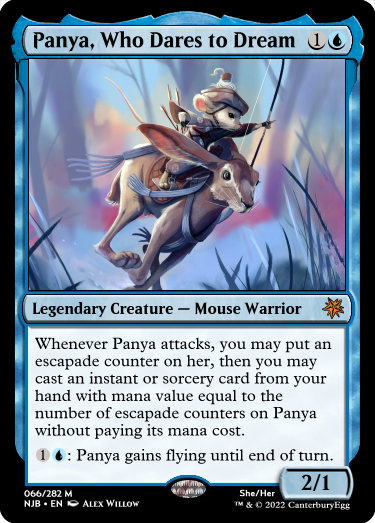 Panya, Who Dares to Dream 1
Legendary Creature — Mouse Warrior
Whenever Panya attacks, you may put an
escapade counter on her, then you may
cast an instant or sorcery card from your
hand with mana value equal to the
number of escapade counters on Panya
without paying its mana cost.
1: Panya gains flying until end of turn.
2/1
066/282 M She/Her
NJB • EN Alex Willow ™ & © 2022 CanterburyEgg